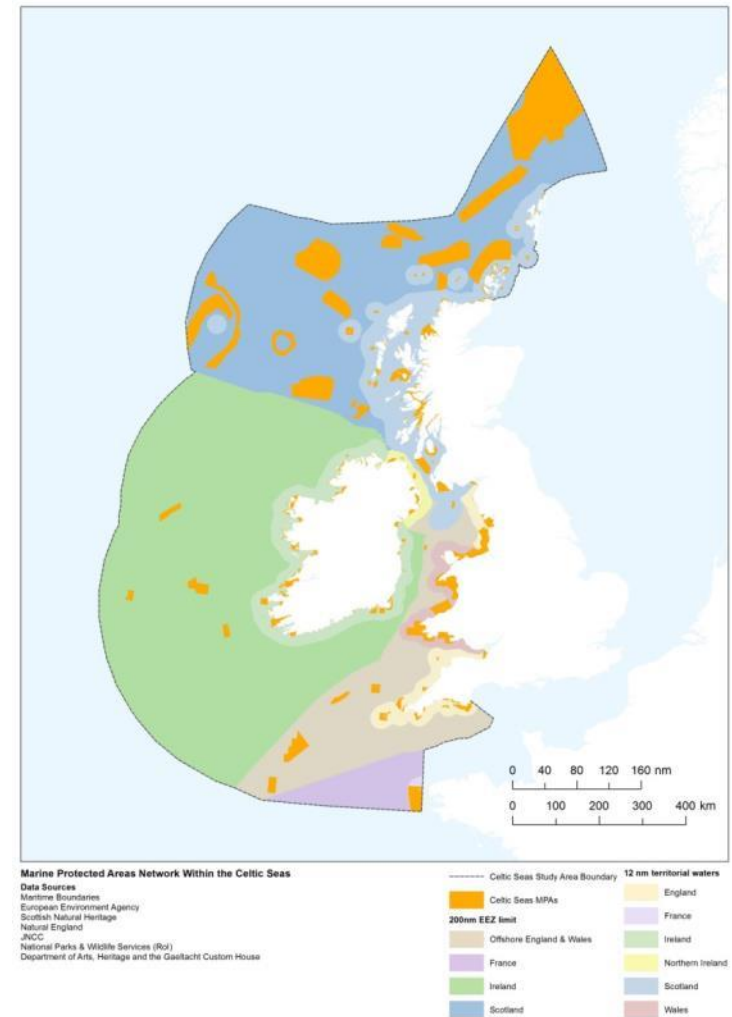 0 40 80 120 160 nm
0 100 200 300 400 km
Marine Protected Areas Network Within the Celtic Seas
Data Sources
Maritime Boundaries
European Environment Agency
Scottish Natural Heritage
Natural England
JNCC
National Parks & Wildlife Services (RoI)
Department of Arts, Heritage and the Gaeltacht Custom House
Celtic Seas Study Area Boundary
Celtic Seas MPAs
200nm EEZ limit
Offshore England & Wales
France
Ireland
Scotland
12 nm territorial waters
England
France
Ireland
Northern Ireland
Scotland
Wales